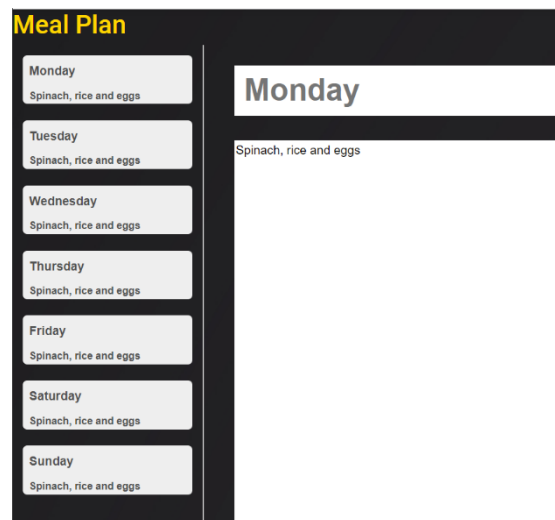 Meal Plan
Monday
Spinach, rice and eggs
Tuesday
Spinach, rice and eggs
Wednesday
Spinach, rice and eggs
Thursday
Spinach, rice and eggs
Friday
Spinach, rice and eggs
Saturday
Spinach, rice and eggs
Sunday
Spinach, rice and eggs
Monday
Spinach, rice and eggs